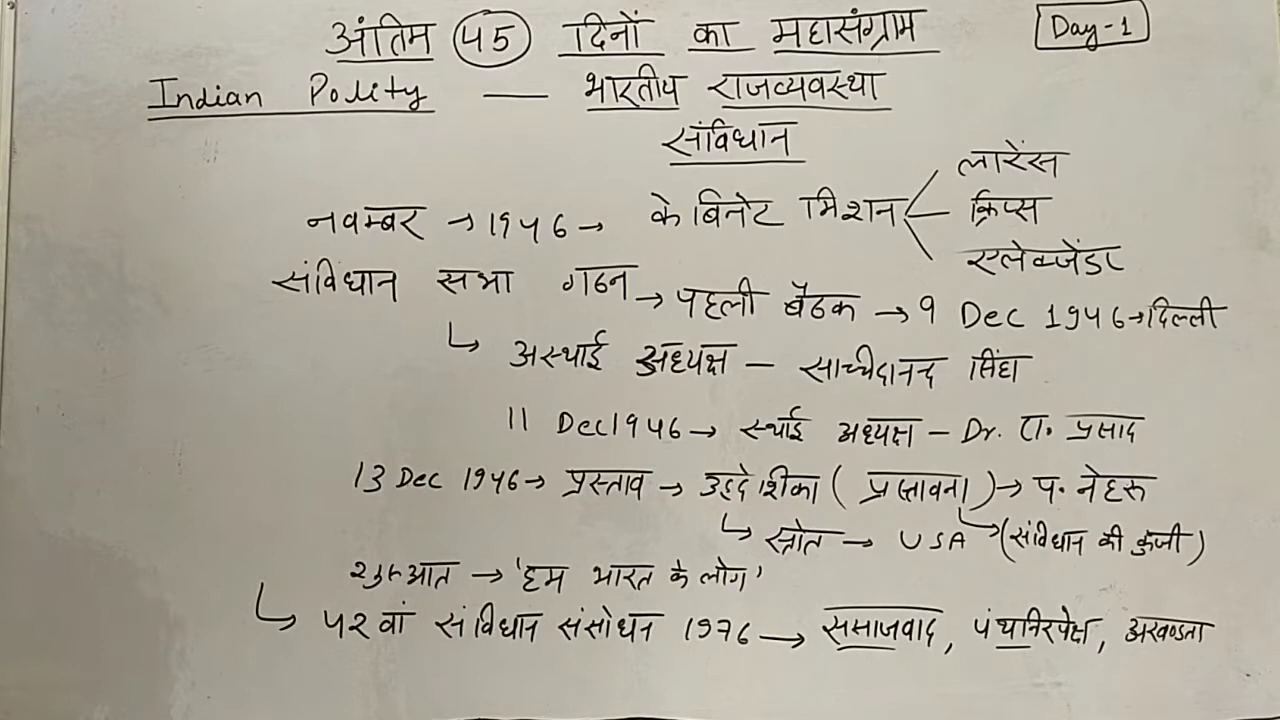 अंतिम 45 दिनों का महासंग्राम
Day-1
Indian Polity — भारतीय राजव्यवस्था
संविधान
नवम्बर → 1946 → केबिनेट मिशन
लारेंस
क्रिप्स
एलेक्जेंडर
संविधान सभा गठन → पहली बैठक → 9 Dec 1946 → दिल्ली
↳ अस्थाई अध्यक्ष — सच्चिदानन्द सिंहा
11 Dec 1946 → स्थाई अध्यक्ष — Dr. रा. प्रसाद
13 Dec 1946 → प्रस्ताव → उद्देशिका ( प्रस्तावना ) → प. नेहरू
↳ स्त्रोत → USA ↳ (संविधान की कुंजी)
शुरुआत → 'हम भारत के लोग'
↳ 42 वां संविधान संसोधन 1976 → समाजवाद, पंथनिरपेक्ष, अखण्डता